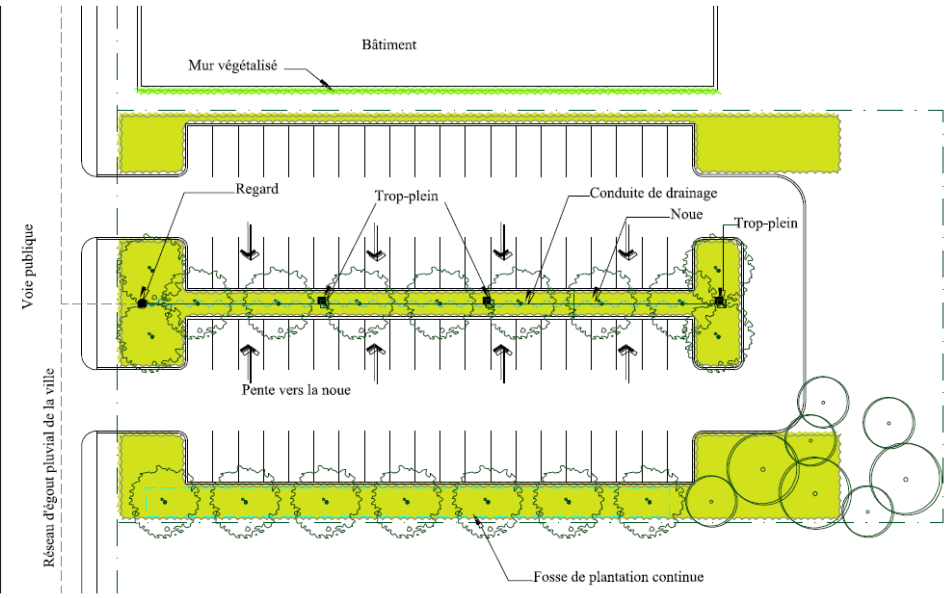 Bâtiment
Mur végétalisé
Regard
Trop-plein
Conduite de drainage
Noue
Trop-plein
Voie publique
Pente vers la noue
Réseau d'égout pluvial de la ville
Fosse de plantation continue